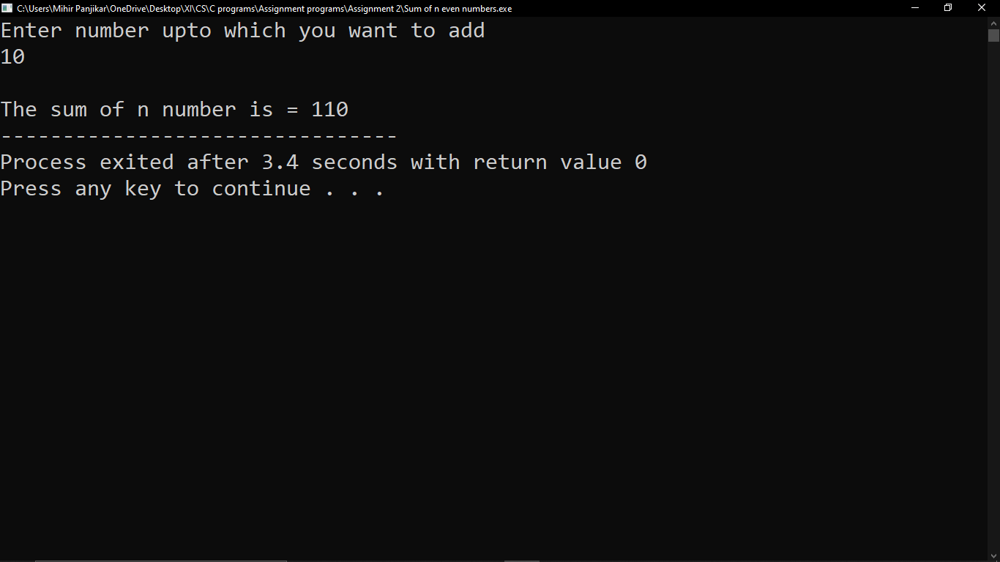 C:\Users\Mihir Panjikar\OneDrive\Desktop\XI\CS\C programs\Assignment programs\Assignment 2\Sum of n even numbers.exe
Enter number upto which you want to add
10
The sum of n number is = 110
--------------------------------
Process exited after 3.4 seconds with return value 0
Press any key to continue . . .